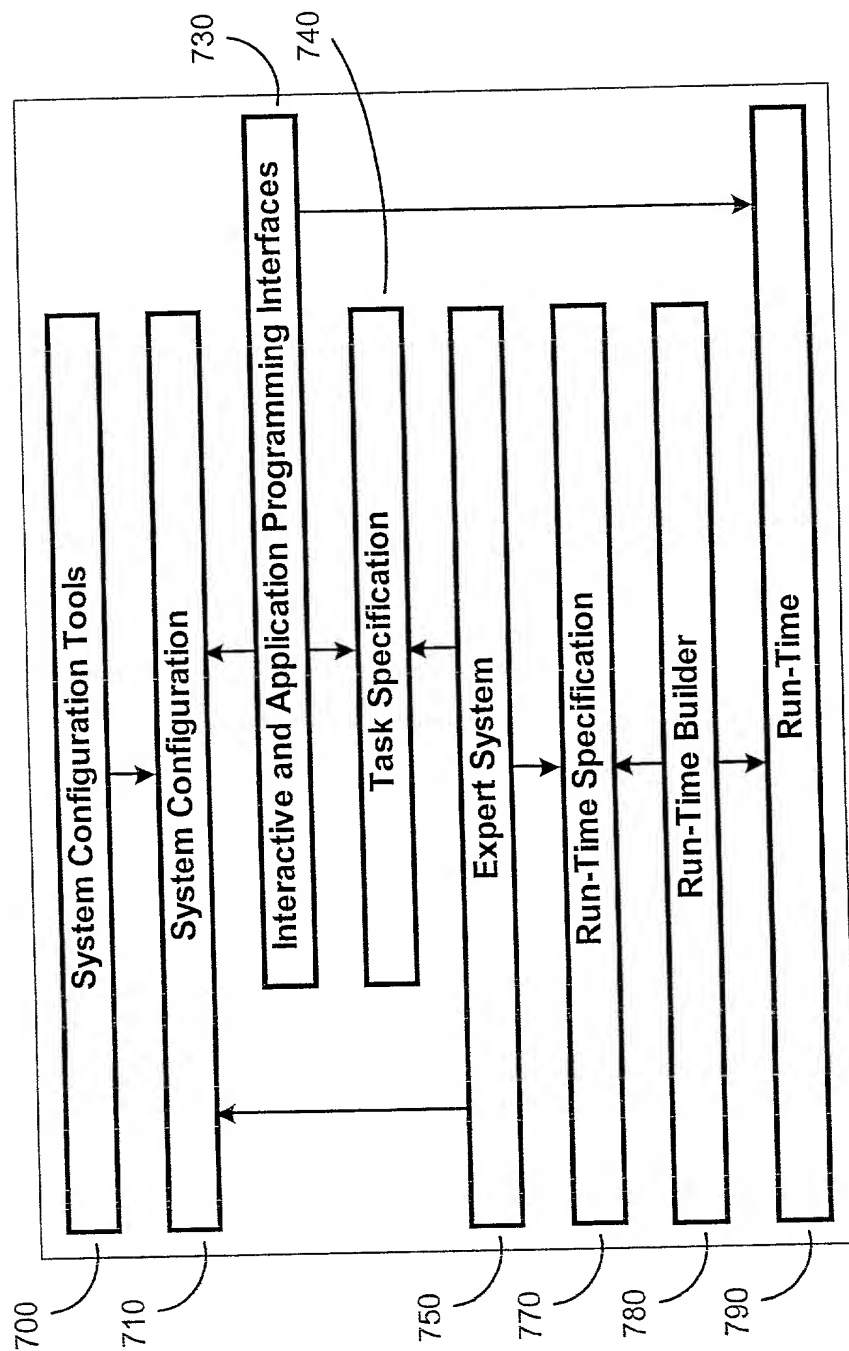 700
System Configuration Tools
710
System Configuration
730
Interactive and Application Programming Interfaces
740
Task Specification
750
Expert System
770
Run-Time Specification
780
Run-Time Builder
790
Run-Time